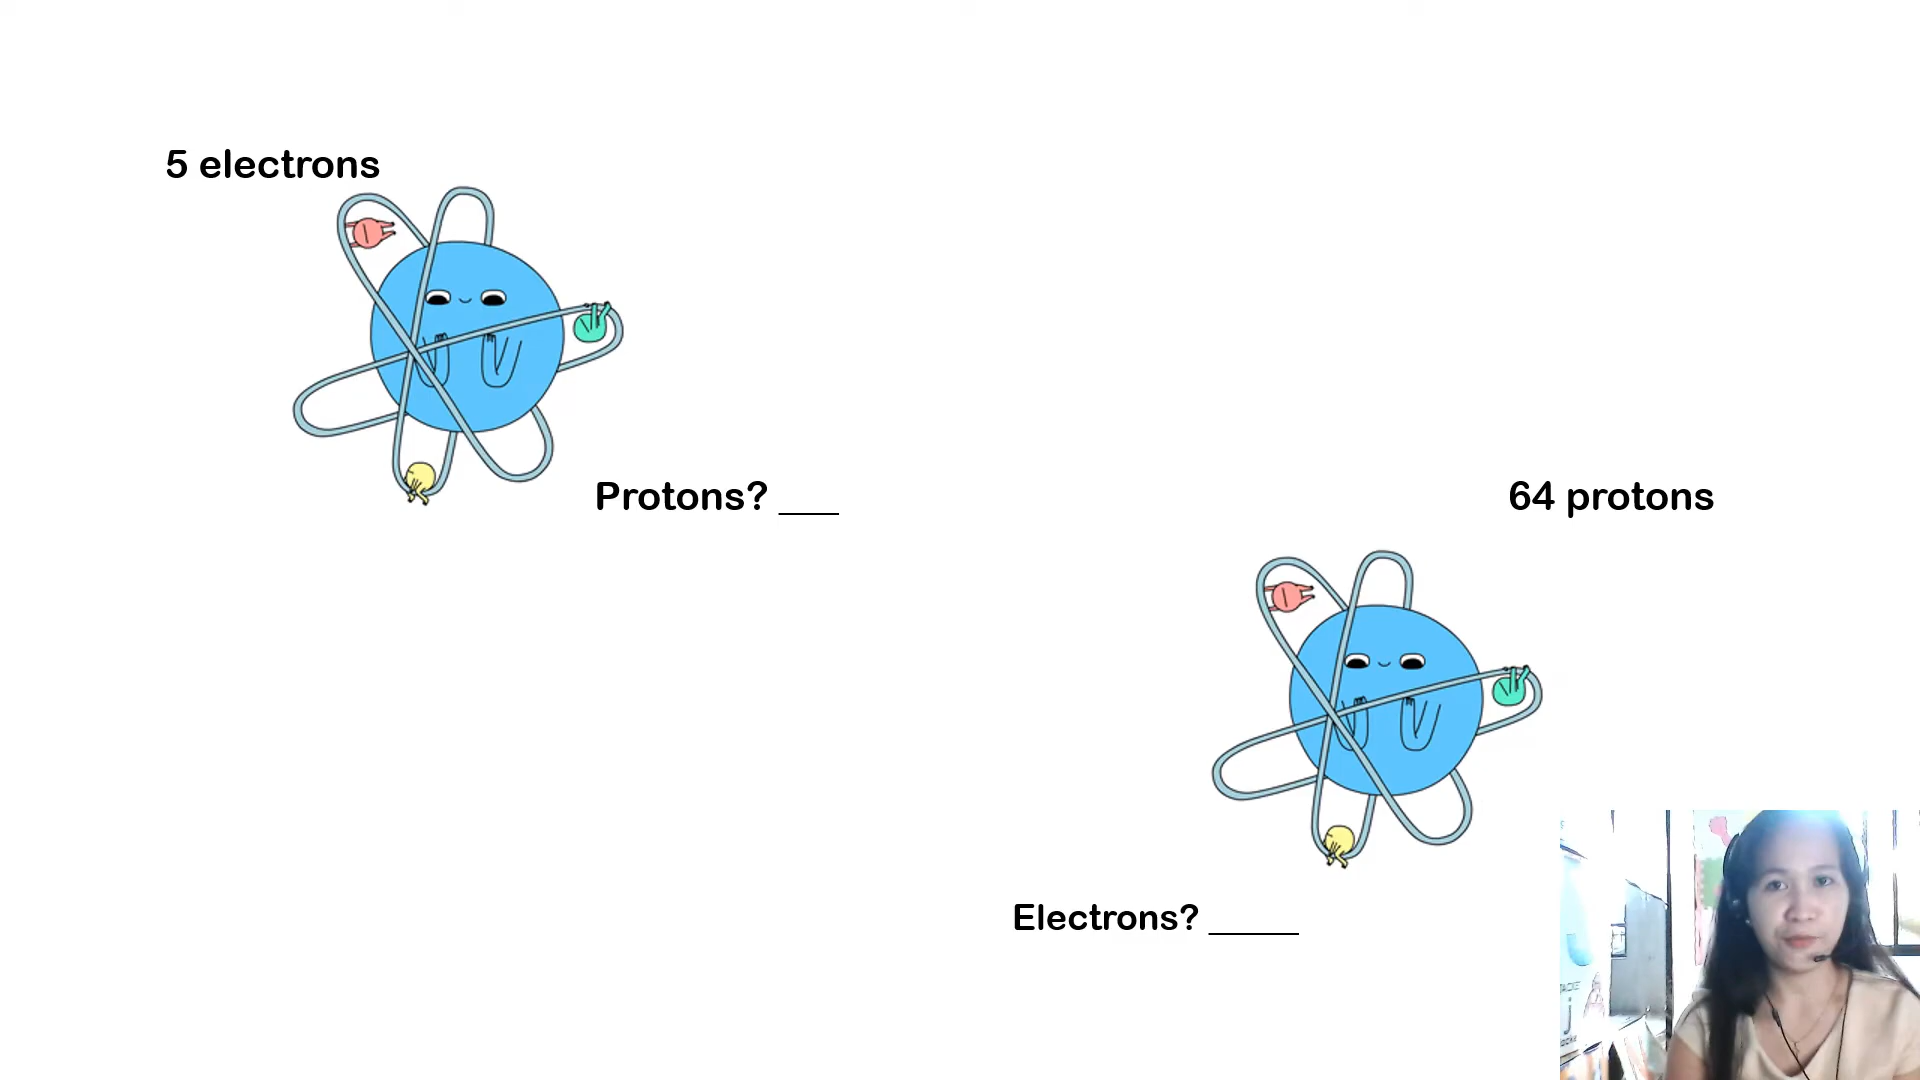 5 electrons
Protons? ___
64 protons
Electrons? _____